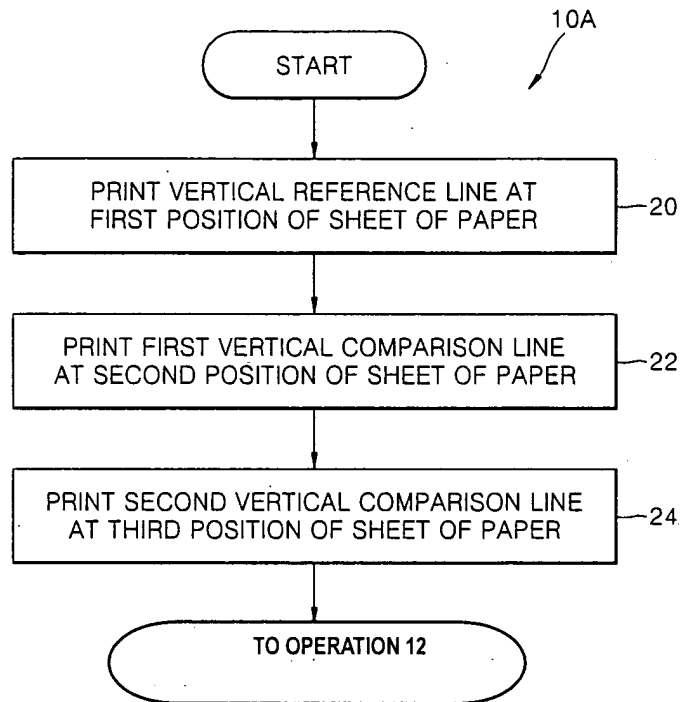 10A
START
PRINT VERTICAL REFERENCE LINE AT
FIRST POSITION OF SHEET OF PAPER
20
PRINT FIRST VERTICAL COMPARISON LINE
AT SECOND POSITION OF SHEET OF PAPER
22
PRINT SECOND VERTICAL COMPARISON LINE
AT THIRD POSITION OF SHEET OF PAPER
24
TO OPERATION 12